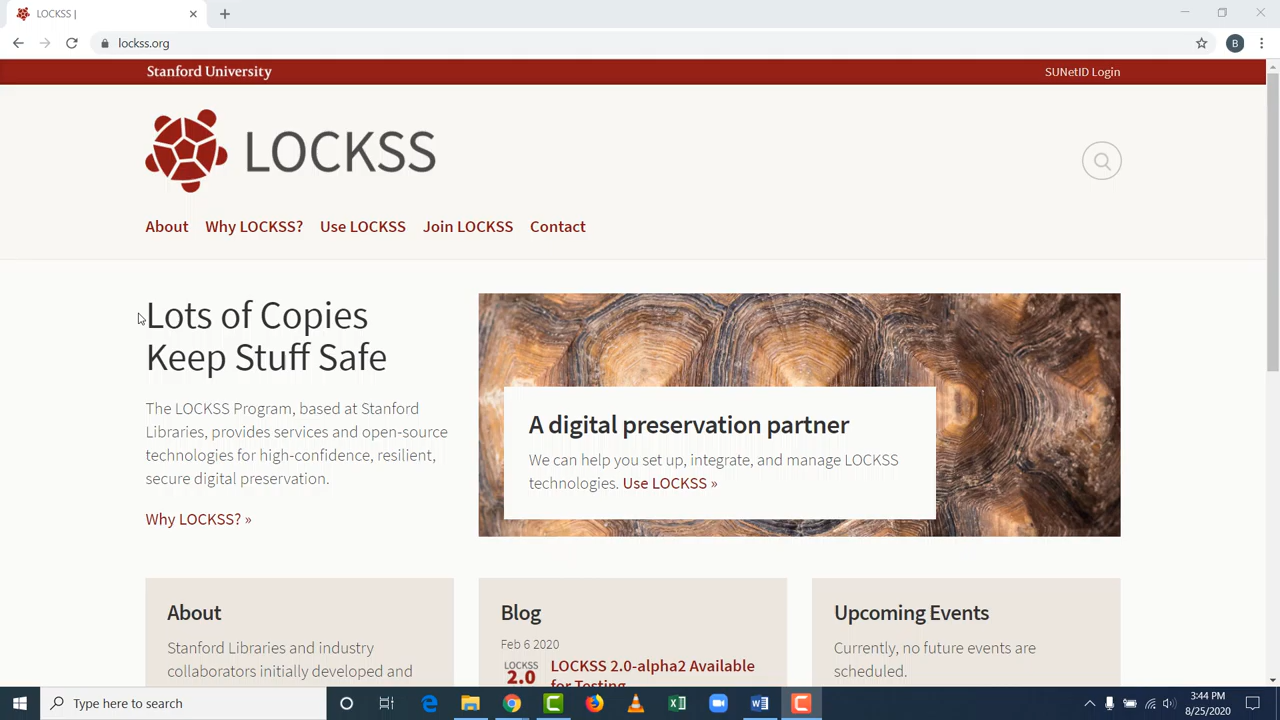 LOCKSS |
lockss.org
B
Stanford University
SUNetID Login
LOCKSS
About Why LOCKSS? Use LOCKSS Join LOCKSS Contact
Lots of Copies
Keep Stuff Safe
The LOCKSS Program, based at Stanford
Libraries, provides services and open-source
technologies for high-confidence, resilient,
secure digital preservation.
Why LOCKSS? »
A digital preservation partner
We can help you set up, integrate, and manage LOCKSS
technologies. Use LOCKSS »
About
Stanford Libraries and industry
collaborators initially developed and
Blog
Feb 6 2020
LOCKSS
2.0
LOCKSS 2.0-alpha2 Available
for Testing
Upcoming Events
Currently, no future events are
scheduled.
Type here to search
3:44 PM
8/25/2020